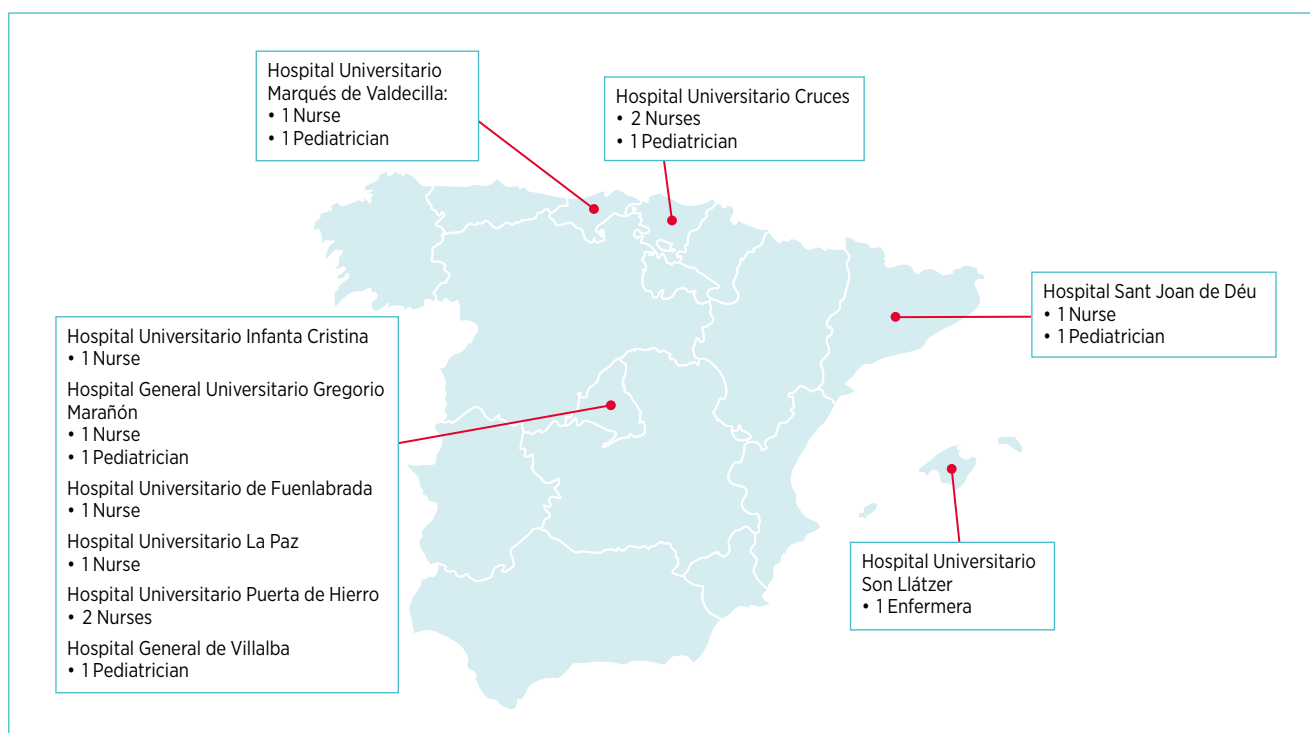 Hospital Universitario
Marqués de Valdecilla:
• 1 Nurse
• 1 Pediatrician
Hospital Universitario Cruces
• 2 Nurses
• 1 Pediatrician
Hospital Sant Joan de Déu
• 1 Nurse
• 1 Pediatrician
Hospital Universitario Infanta Cristina
• 1 Nurse
Hospital General Universitario Gregorio
Marañón
• 1 Nurse
• 1 Pediatrician
Hospital Universitario de Fuenlabrada
• 1 Nurse
Hospital Universitario La Paz
• 1 Nurse
Hospital Universitario Puerta de Hierro
• 2 Nurses
Hospital General de Villalba
• 1 Pediatrician
Hospital Universitario
Son Llátzer
• 1 Enfermera